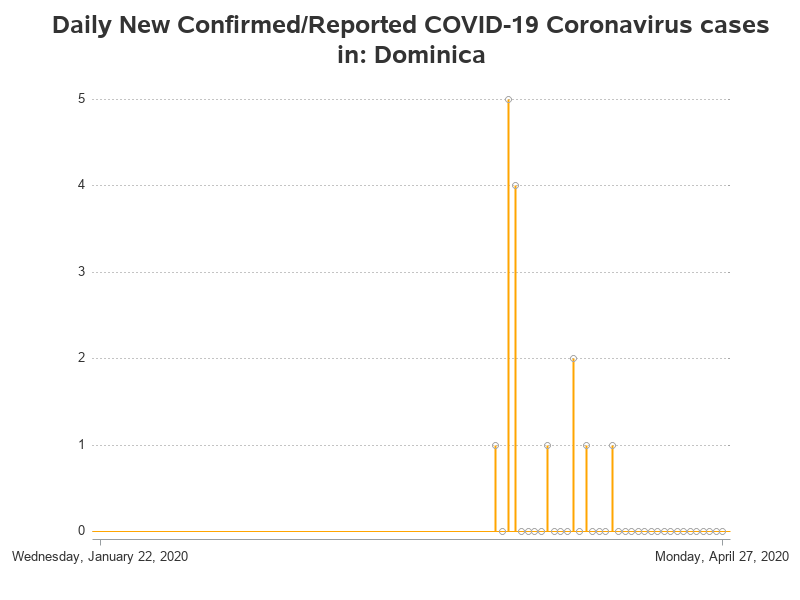 Daily New Confirmed/Reported COVID-19 Coronavirus cases
in: Dominica
5
4
3
2
1
0
Wednesday, January 22, 2020
Monday, April 27, 2020